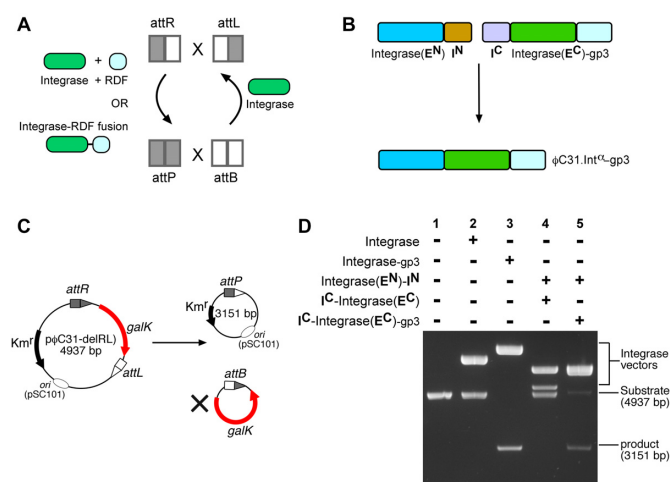 A
attR
attL
X
+
Integrase
+ RDF
OR
Integrase-RDF fusion
Integrase
X
attP
attB
B
Integrase(Eᴺ) Iᴺ
Iᶜ Integrase(Eᶜ)-gp3
ϕC31.Intᵅ-gp3
C
attR
Kmʳ
galK
pϕC31-delRL)
4937 bp
ori
(pSC101)
attL
attP
Kmʳ
3151 bp
ori
(pSC101)
attB
galK
D
1 2 3 4 5
Integrase - + - - -
Integrase-gp3 - - + - -
Integrase(Eᴺ)-Iᴺ - - - + +
Iᶜ-Integrase(Eᶜ) - - - + -
Iᶜ-Integrase(Eᶜ)-gp3 - - - - +
Integrase
vectors
Substrate
(4937 bp)
product
(3151 bp)